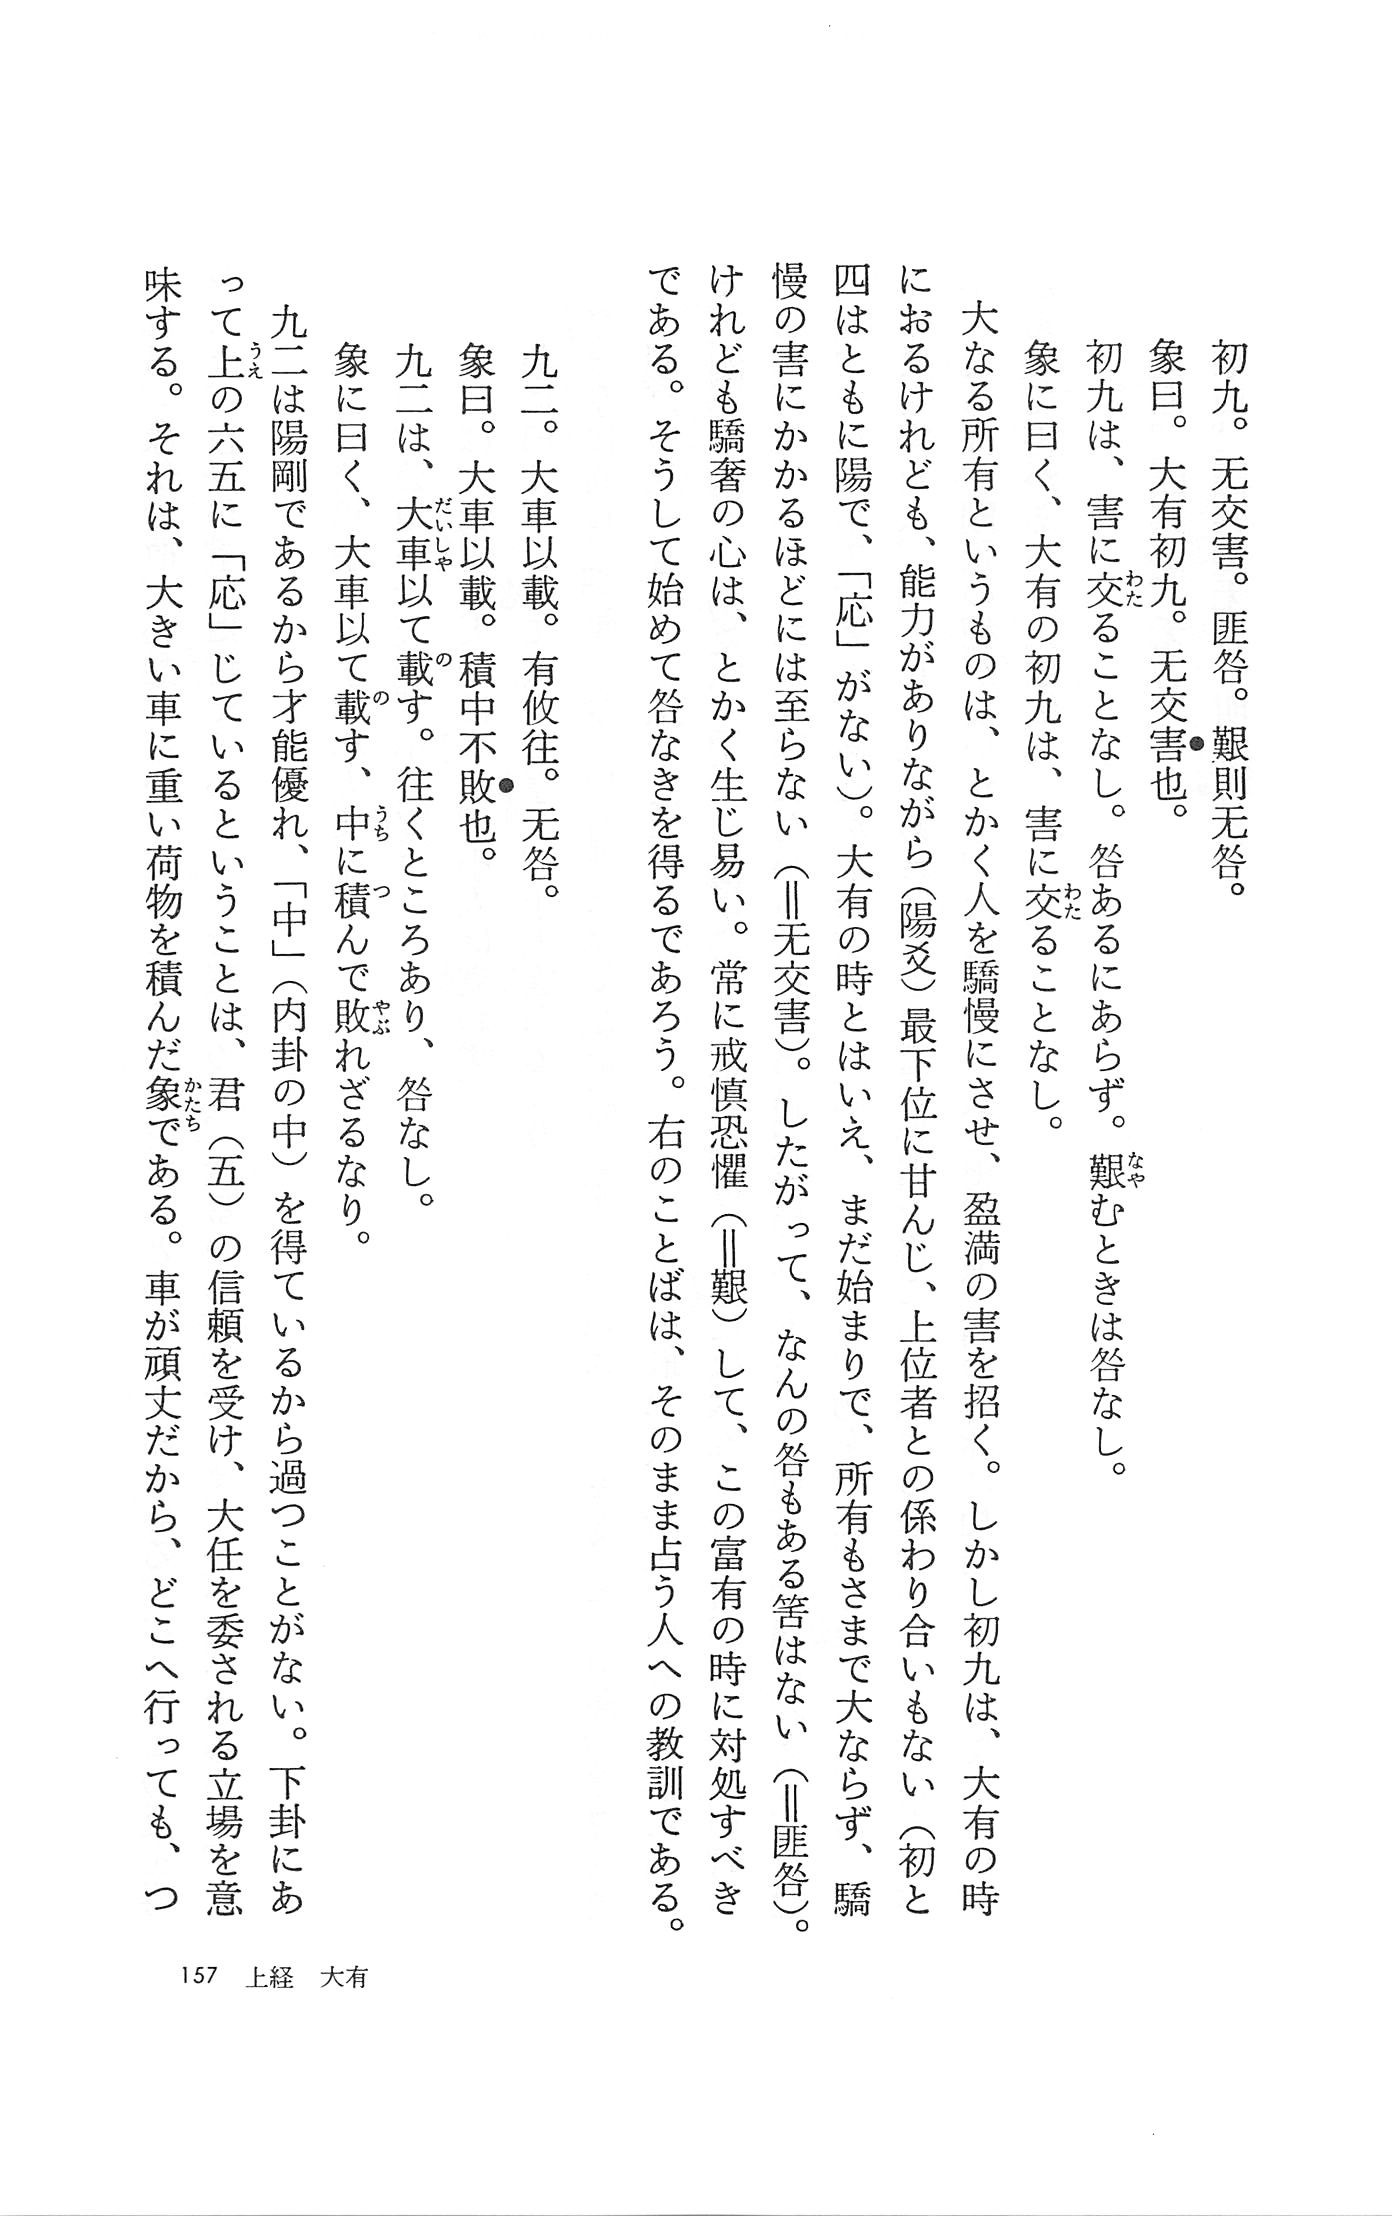 初九。无交害。匪咎。艱則无咎。
象曰。大有初九。无交害也。
初九は、害に交ることなし。咎あるにあらず。艱むときは咎なし。
象に曰く、大有の初九は、害に交ることなし。
大なる所有というものは、とかく人を驕慢にさせ、盈満の害を招く。しかし初九は、大有の時
におるけれども、能力がありながら（陽爻）最下位に甘んじ、上位者との係わり合いもない（初と
四はともに陽で、「応」がない）。大有の時とはいえ、まだ始まりで、所有もさまで大ならず、驕
慢の害にかかるほどには至らない（＝无交害）。したがって、なんの咎もある筈はない（＝匪咎）。
けれども驕奢の心は、とかく生じ易い。常に戒慎恐懼（＝艱）して、この富有の時に対処すべき
である。そうして始めて咎なきを得るであろう。右のことばは、そのまま占う人への教訓である。
九二。大車以載。有攸往。无咎。
象曰。大車以載。積中不敗也。
九二は、大車以て載す。往くところあり、咎なし。
象に曰く、大車以て載す、中に積んで敗れざるなり。
九二は陽剛であるから才能優れ、「中」（内卦の中）を得ているから過つことがない。下卦にあ
って上の六五に「応」じているということは、君（五）の信頼を受け、大任を委される立場を意
味する。それは、大きい車に重い荷物を積んだ象である。車が頑丈だから、どこへ行っても、つ
157 上経 大有